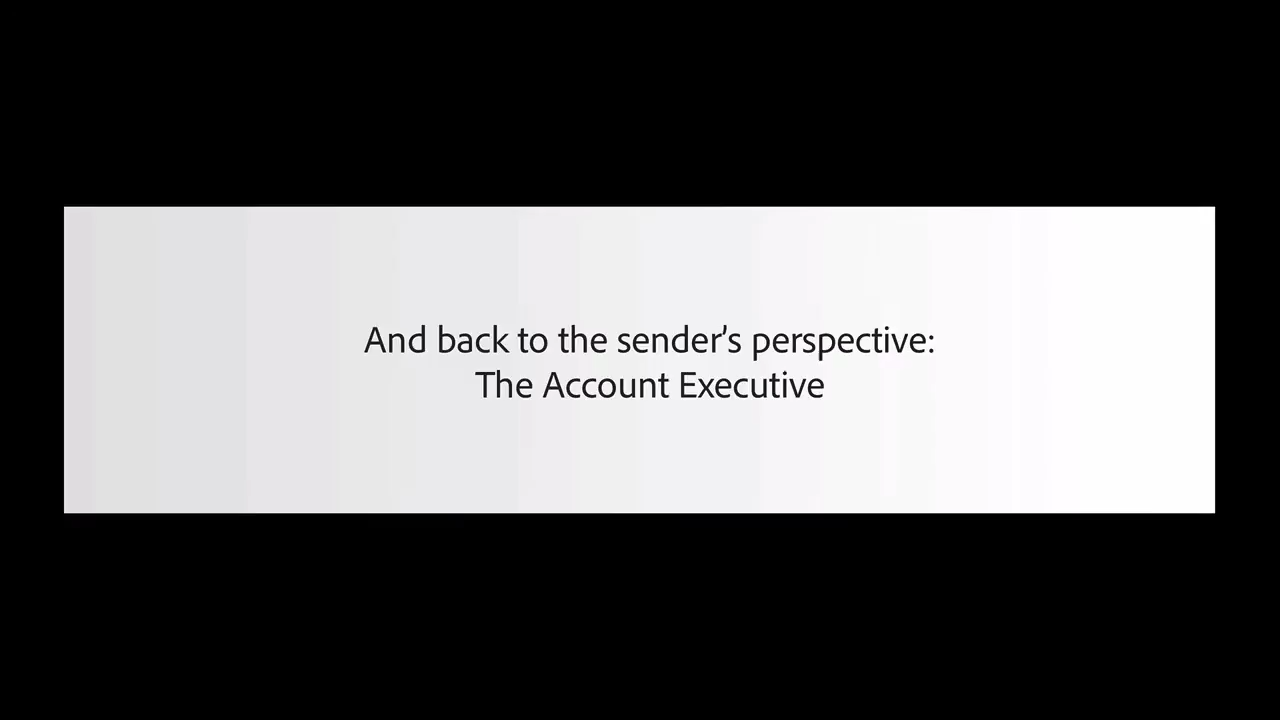 And back to the sender's perspective:
The Account Executive